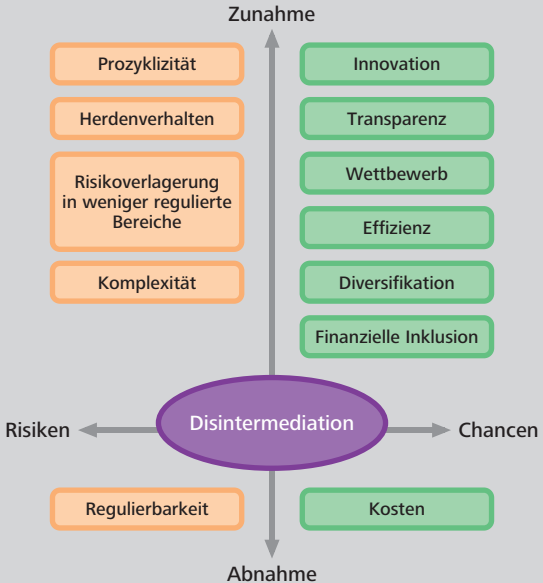 Zunahme
Prozyklizität
Innovation
Herdenverhalten
Transparenz
Risikoverlagerung
in weniger regulierte
Bereiche
Wettbewerb
Effizienz
Komplexität
Diversifikation
Finanzielle Inklusion
Risiken
Disintermediation
Chancen
Regulierbarkeit
Kosten
Abnahme